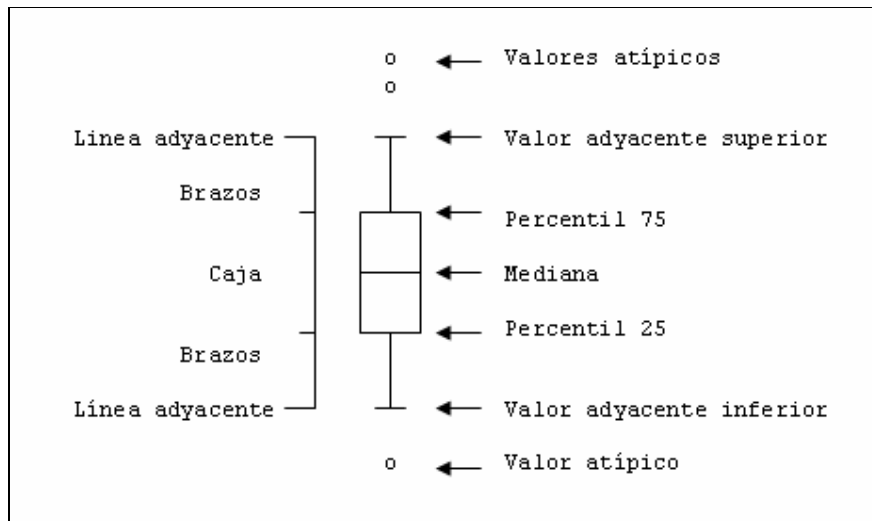 o
Valores atípicos
o
Linea adyacente
Valor adyacente superior
Brazos
Percentil 75
Caja
Mediana
Percentil 25
Brazos
Línea adyacente
Valor adyacente inferior
o
Valor atípico